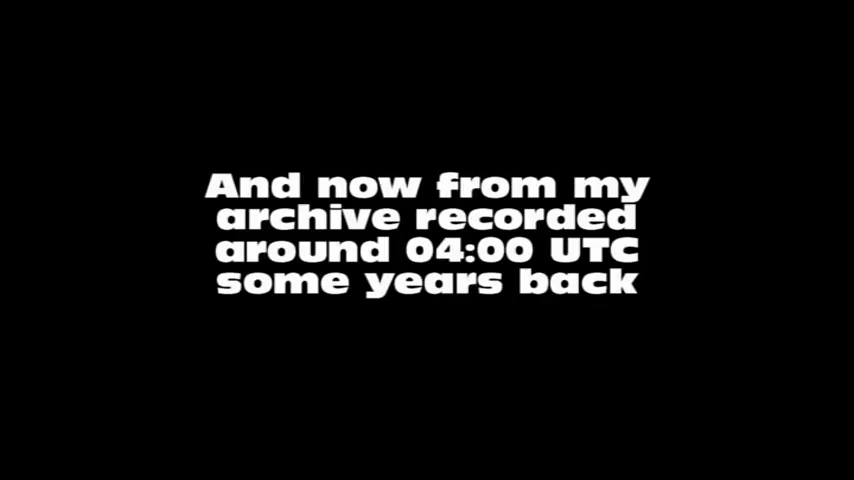 And now from my
archive recorded
around 04:00 UTC
some years back